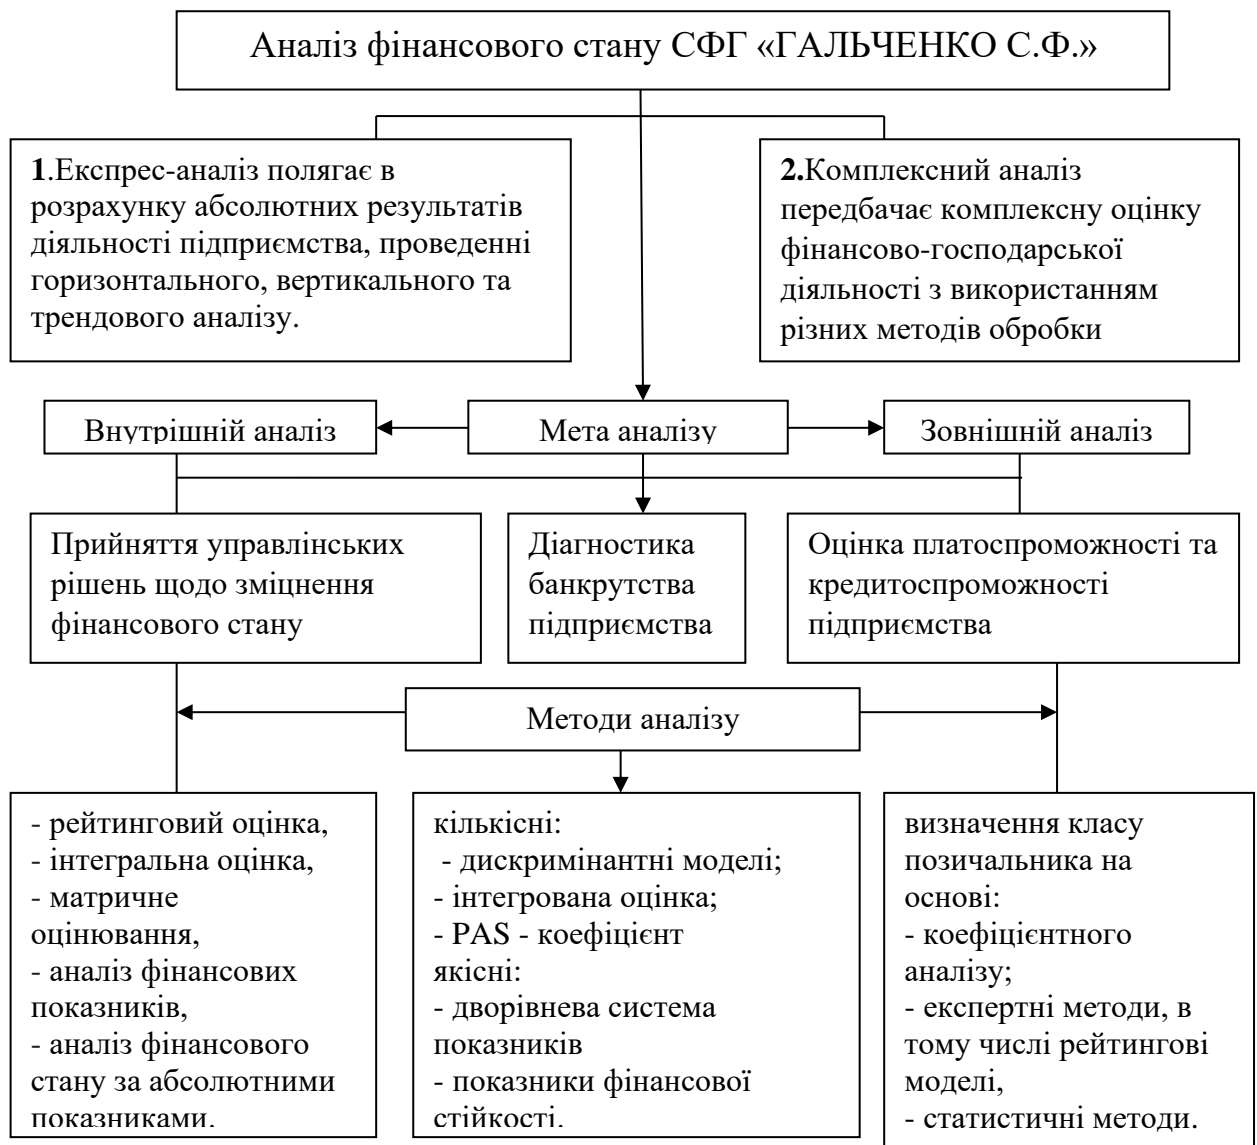 Аналіз фінансового стану СФГ «ГАЛЬЧЕНКО С.Ф.»
1.Експрес-аналіз полягає в
розрахунку абсолютних результатів
діяльності підприємства, проведенні
горизонтального, вертикального та
трендового аналізу.
2.Комплексний аналіз
передбачає комплексну оцінку
фінансово-господарської
діяльності з використанням
різних методів обробки
Внутрішній аналіз
Мета аналізу
Зовнішній аналіз
Прийняття управлінських
рішень щодо зміцнення
фінансового стану
Діагностика
банкрутства
підприємства
Оцінка платоспроможності та
кредитоспроможності
підприємства
Методи аналізу
- рейтинговий оцінка,
- інтегральна оцінка,
- матричне
оцінювання,
- аналіз фінансових
показників,
- аналіз фінансового
стану за абсолютними
показниками.
кількісні:
- дискримінантні моделі;
- інтегрована оцінка;
- PAS - коефіцієнт
якісні:
- дворівнева система
показників
- показники фінансової
стійкості.
визначення класу
позичальника на
основі:
- коефіцієнтного
аналізу;
- експертні методи, в
тому числі рейтингові
моделі,
- статистичні методи.